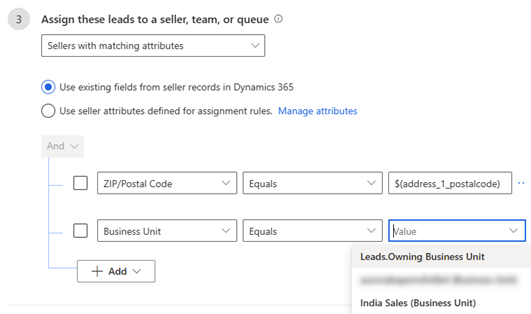 3 Assign these leads to a seller, team, or queue
Sellers with matching attributes
Use existing fields from seller records in Dynamics 365
Use seller attributes defined for assignment rules. Manage attributes
And
ZIP/Postal Code Equals $(address_1_postalcode)
Business Unit Equals Value
Leads.Owning Business Unit
+ Add
India Sales (Business Unit)